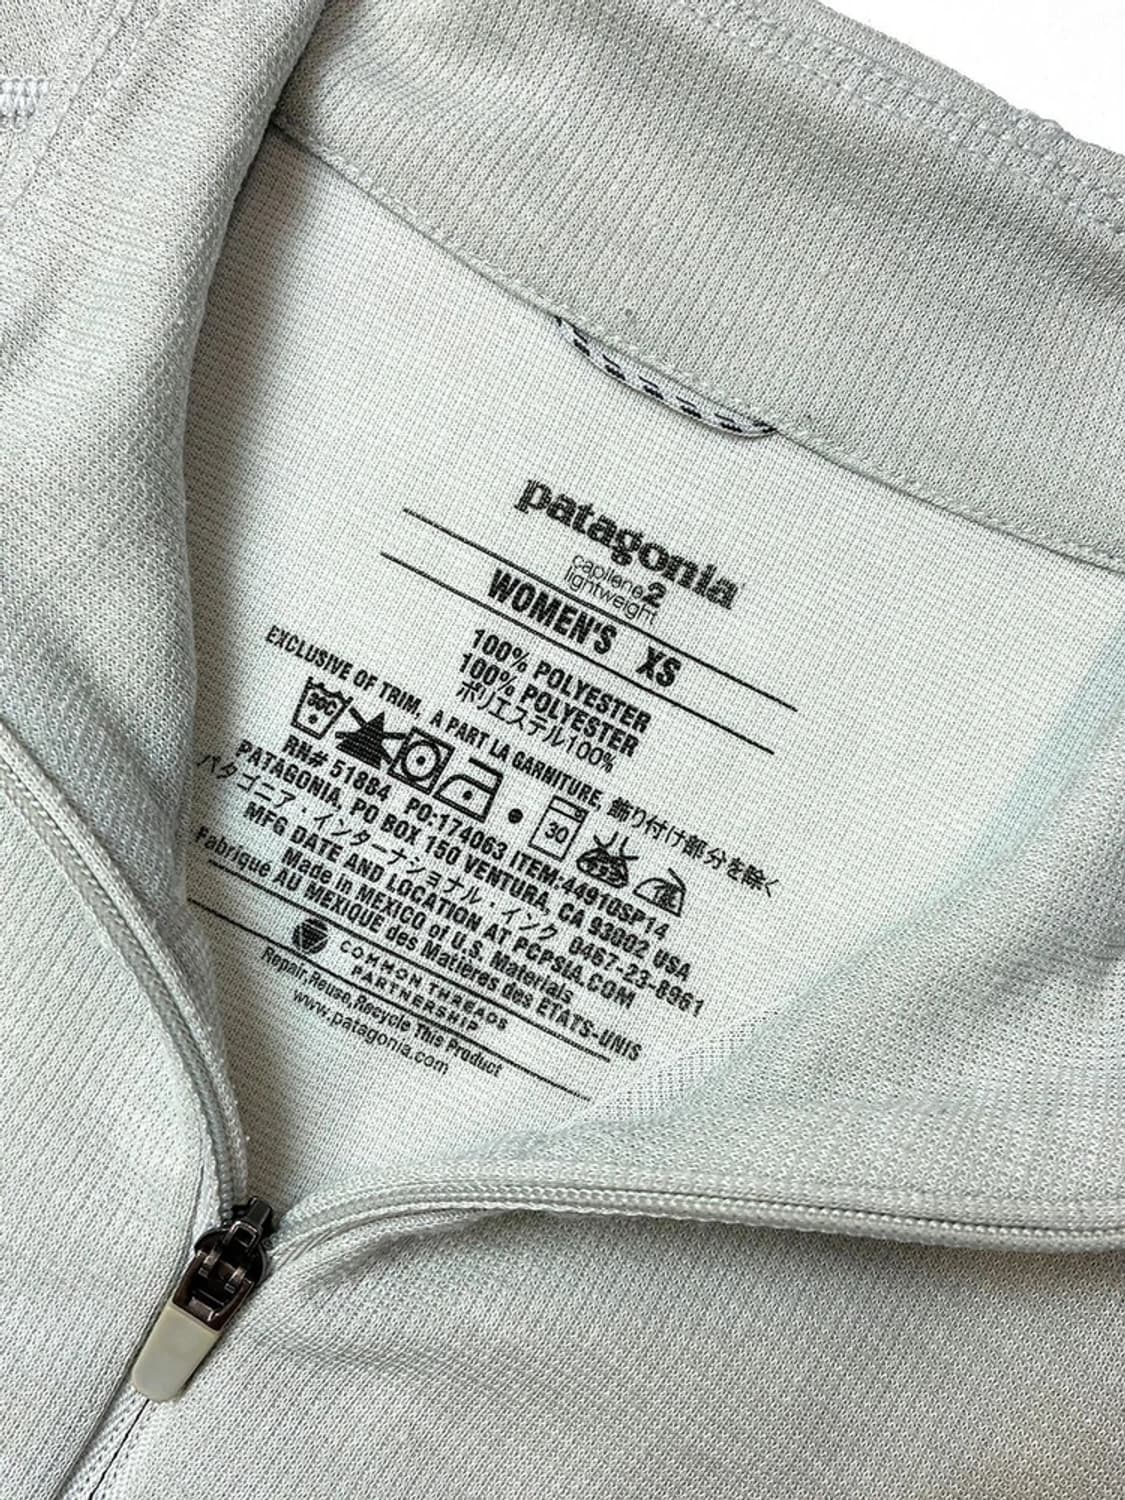 patagonia
capilene 2
lightweight
WOMEN'S XS
100% POLYESTER
100% POLYESTER
ポリエステル100%
EXCLUSIVE OF TRIM, A PART LA GARNITURE, 飾り付け部分を除く
30
RN# 51884 PO:174063 ITEM:44910SP14
PATAGONIA, PO BOX 150 VENTURA, CA 93002 USA
パタゴニア・インターナショナル・インク 0467-23-8961
MFG DATE AND LOCATION AT PCPSIA.COM
Made in MEXICO of U.S. Materials
Fabriqué AU MEXIQUE des Matières des ETATS-UNIS
COMMON THREADS
PARTNERSHIP
Repair,Reuse,Recycle This Product
www.patagonia.com